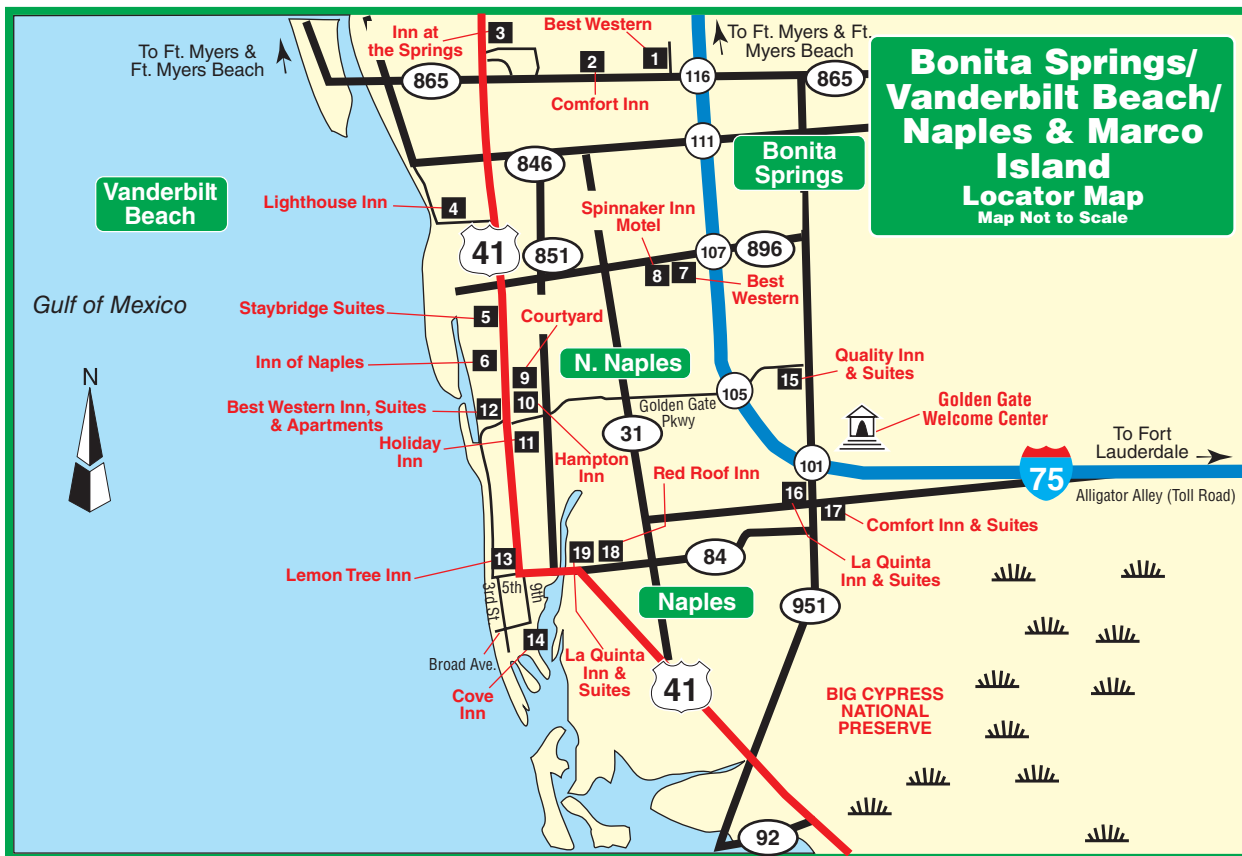 Bonita Springs/
Vanderbilt Beach/
Naples & Marco
Island
Locator Map
Map Not to Scale
To Ft. Myers &
Ft. Myers Beach
Inn at
the Springs
3
Best Western
1
2
Comfort Inn
To Ft. Myers & Ft.
Myers Beach
865
116
865
111
846
Bonita
Springs
Vanderbilt
Beach
Lighthouse Inn
4
Spinnaker Inn
Motel
41
851
107
896
8
7
Best
Western
Gulf of Mexico
Staybridge Suites
5
Courtyard
Inn of Naples
6
9
N. Naples
Quality Inn
& Suites
15
N
10
105
Best Western Inn, Suites
& Apartments
12
Golden Gate
Pkwy
Golden Gate
Welcome Center
Holiday
Inn
11
31
Hampton
Inn
Red Roof Inn
101
To Fort
Lauderdale
75
Alligator Alley (Toll Road)
16
17
Comfort Inn & Suites
La Quinta
Inn & Suites
13
19
18
84
Lemon Tree Inn
3rd St.
5th
9th
Naples
951
14
Broad Ave.
La Quinta
Inn &
Suites
Cove
Inn
41
BIG CYPRESS
NATIONAL
PRESERVE
92